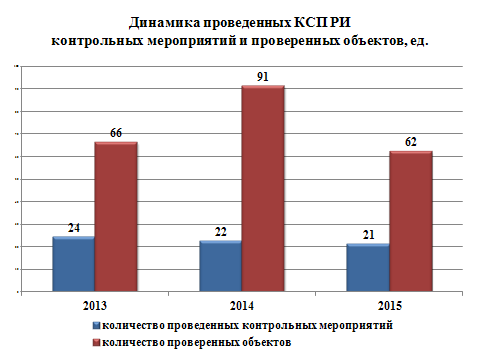 Динамика проведенных КСП РИ
контрольных мероприятий и проверенных объектов, ед.
91
66
62
24
22
21
2013 2014 2015
количество проведенных контрольных мероприятий
количество проверенных объектов